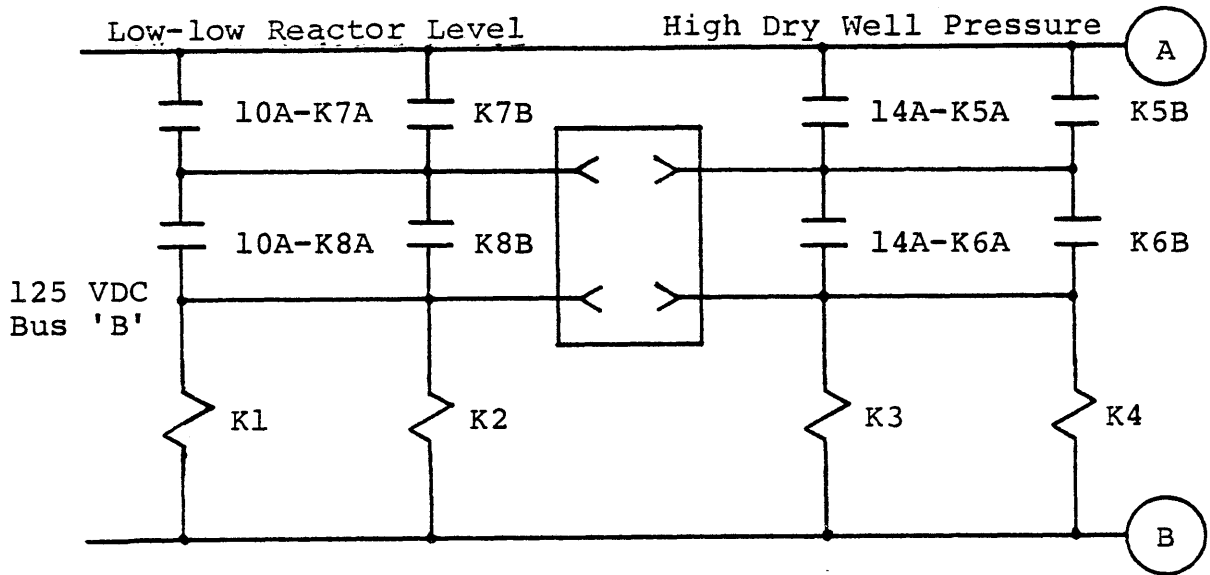 Low-low Reactor Level
High Dry Well Pressure
A
10A-K7A
K7B
14A-K5A
K5B
10A-K8A
K8B
14A-K6A
K6B
125 VDC
Bus 'B'
K1
K2
K3
K4
B